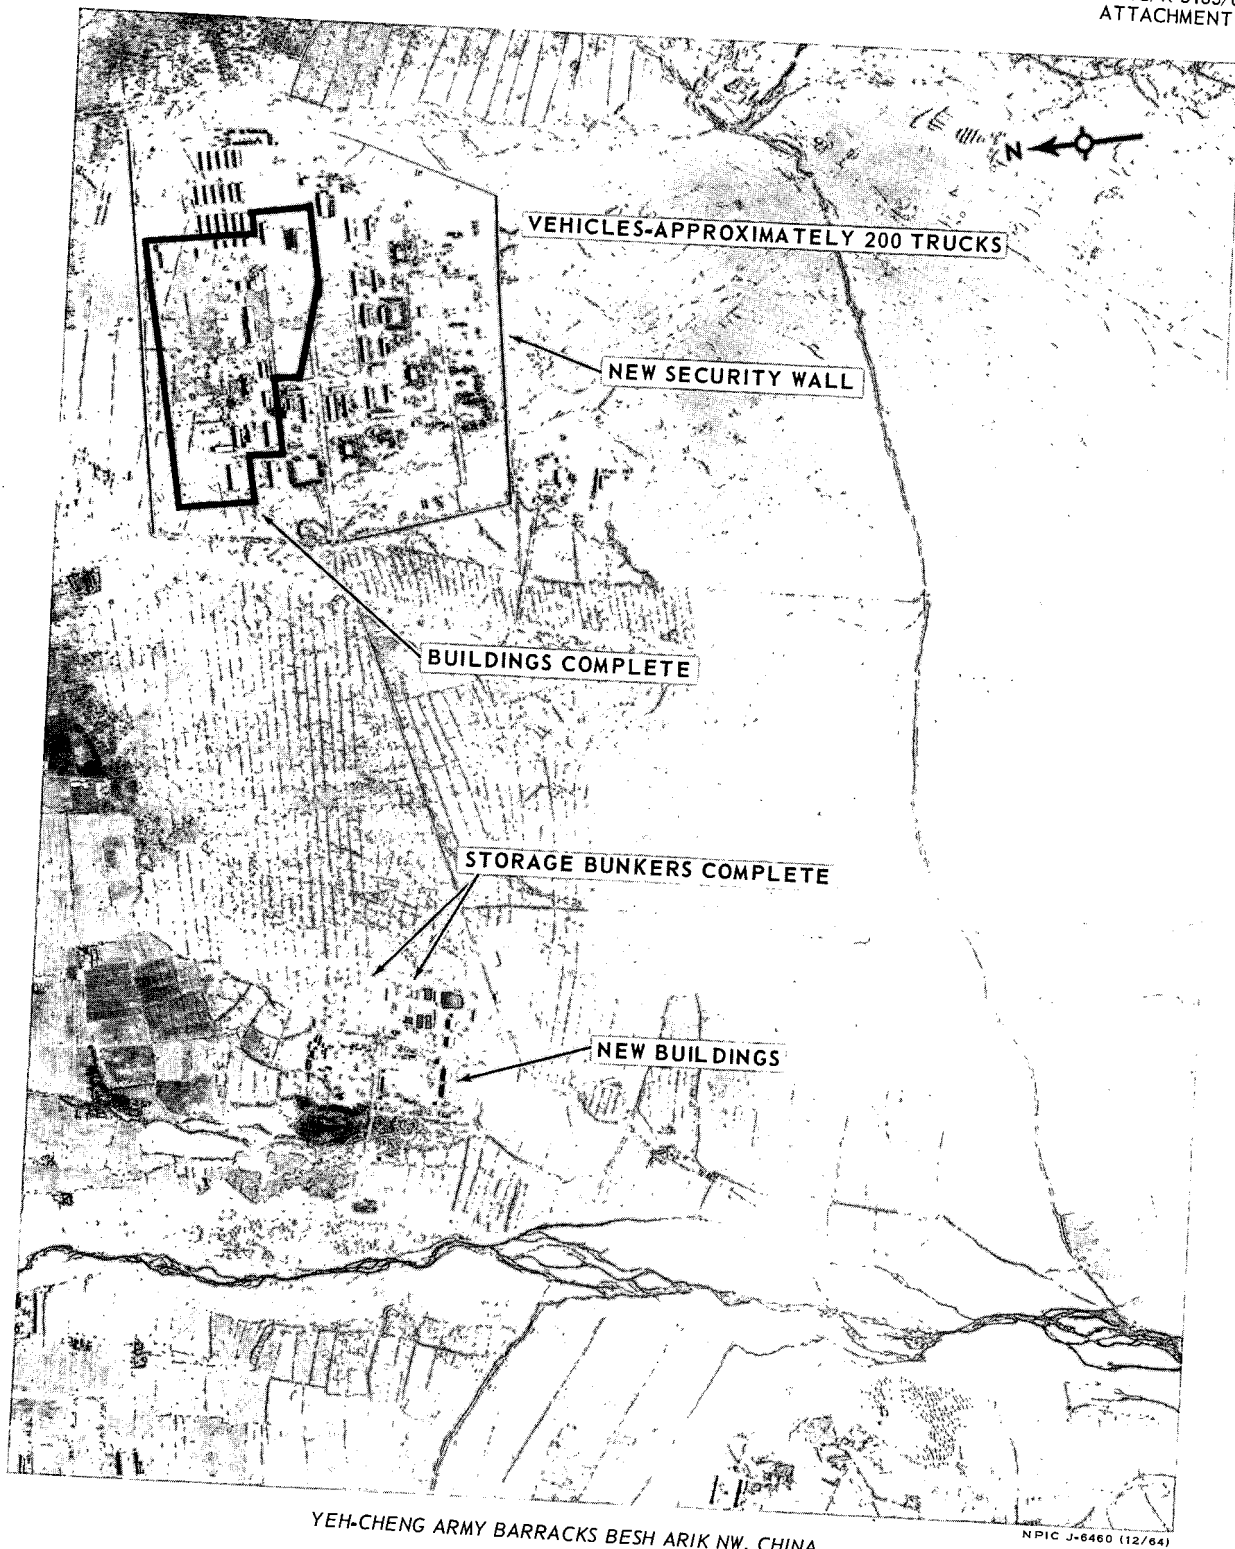 ATTACHMENT
N
VEHICLES-APPROXIMATELY 200 TRUCKS
NEW SECURITY WALL
BUILDINGS COMPLETE
STORAGE BUNKERS COMPLETE
NEW BUILDINGS
YEH-CHENG ARMY BARRACKS BESH ARIK NW, CHINA
NPIC J-6460 (12/64)